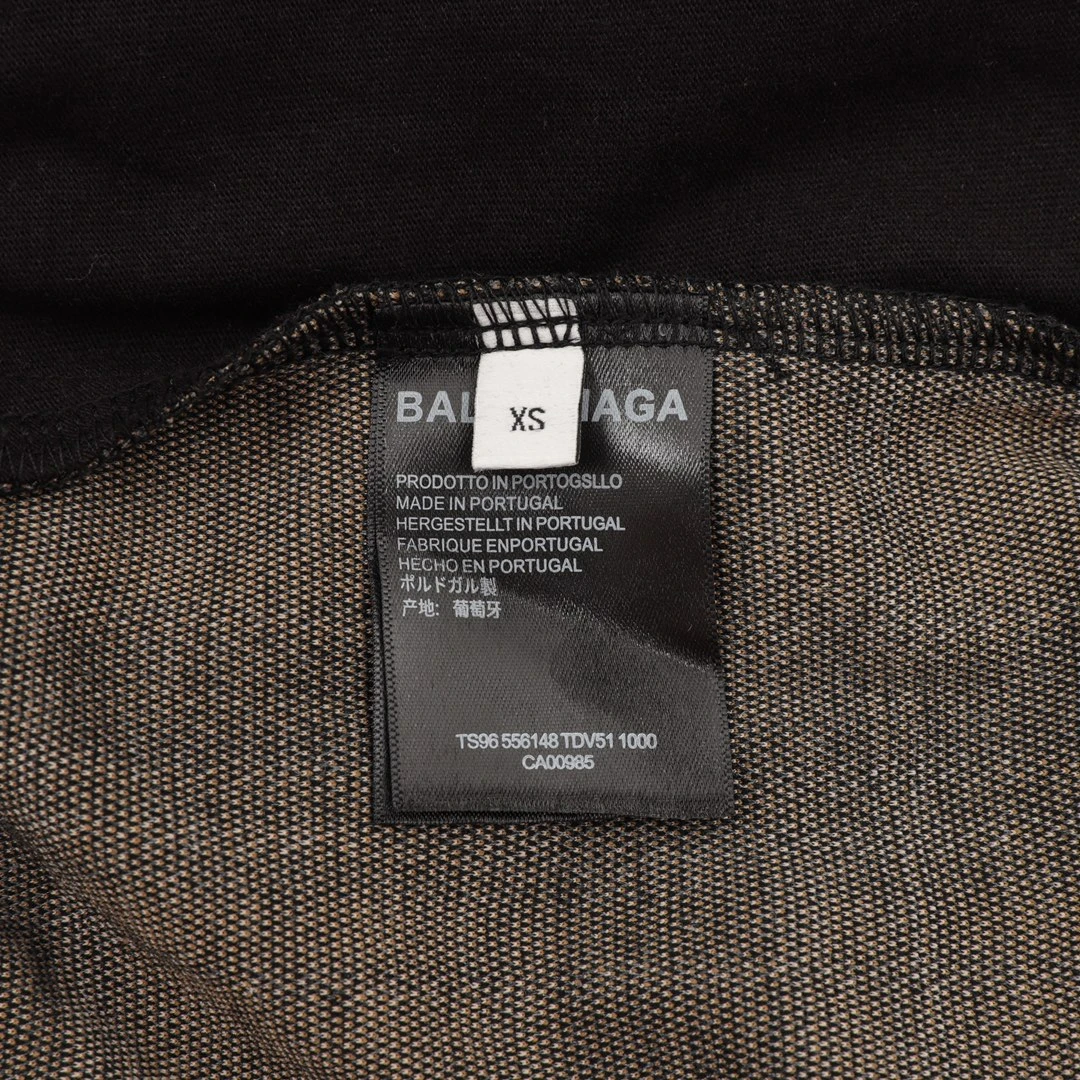 BAL IAGA
XS
PRODOTTO IN PORTOGSLLO
MADE IN PORTUGAL
HERGESTELLT IN PORTUGAL
FABRIQUE ENPORTUGAL
HECHO EN PORTUGAL
ポルドガル製
产地: 葡萄牙
TS96 556148 TDV51 1000
CA00985